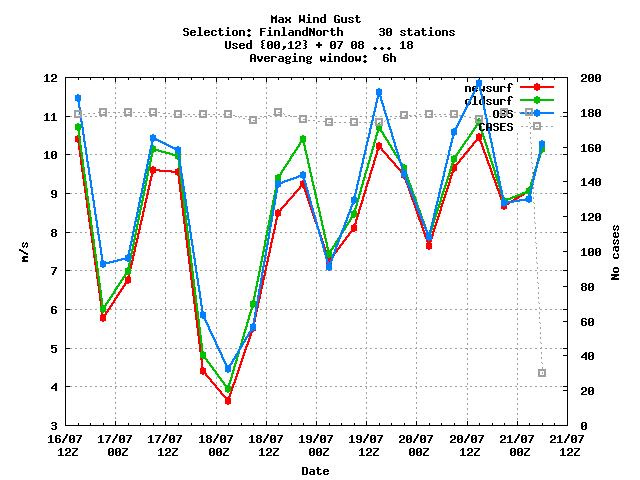 Max Wind Gust
Selection: FinlandNorth     30 stations
Used {00,12} + 07 08 ... 18
Averaging window:  6h
newsurf
oldsurf
OBS
CASES
12
11
10
9
8
7
6
5
4
3
m/s
200
180
160
140
120
100
80
60
40
20
0
No cases
16/07 17/07 17/07 18/07 18/07 19/07 19/07 20/07 20/07 21/07 21/07
12Z 00Z 12Z 00Z 12Z 00Z 12Z 00Z 12Z 00Z 12Z
Date